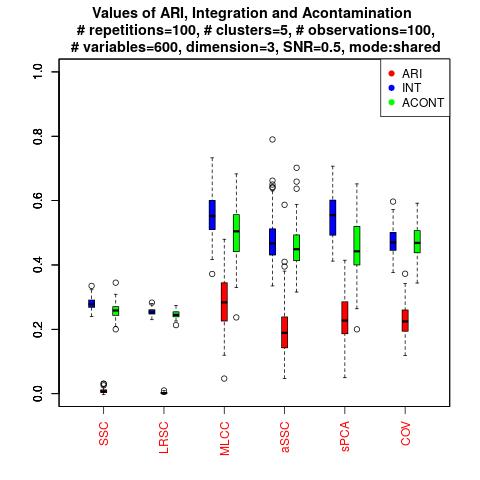 Values of ARI, Integration and Acontamination
# repetitions=100, # clusters=5, # observations=100,
# variables=600, dimension=3, SNR=0.5, mode:shared
ARI
INT
ACONT
1.0
0.8
0.6
0.4
0.2
0.0
SSC
LRSC
MLCC
aSSC
sPCA
COV